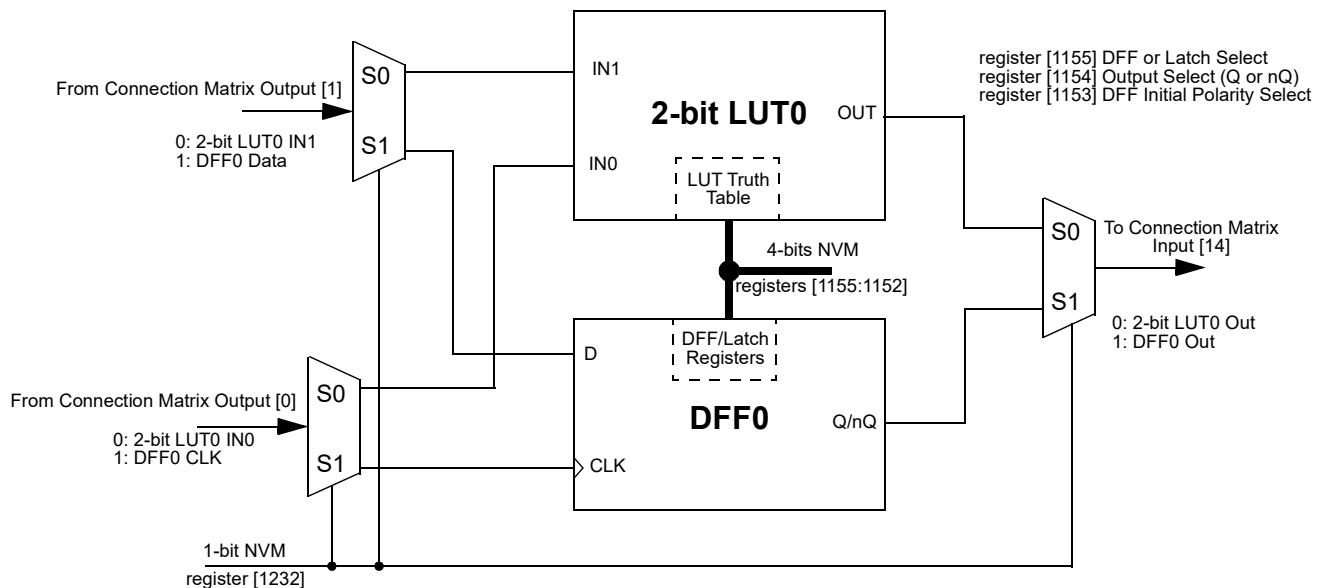 register [1155] DFF or Latch Select
register [1154] Output Select (Q or nQ)
register [1153] DFF Initial Polarity Select
From Connection Matrix Output [1]
0: 2-bit LUT0 IN1
1: DFF0 Data
S0
S1
IN1
IN0
2-bit LUT0
OUT
LUT Truth
Table
4-bits NVM
registers [1155:1152]
S0
S1
To Connection Matrix
Input [14]
0: 2-bit LUT0 Out
1: DFF0 Out
From Connection Matrix Output [0]
0: 2-bit LUT0 IN0
1: DFF0 CLK
S0
S1
DFF/Latch
Registers
D
DFF0
Q/nQ
CLK
1-bit NVM
register [1232]